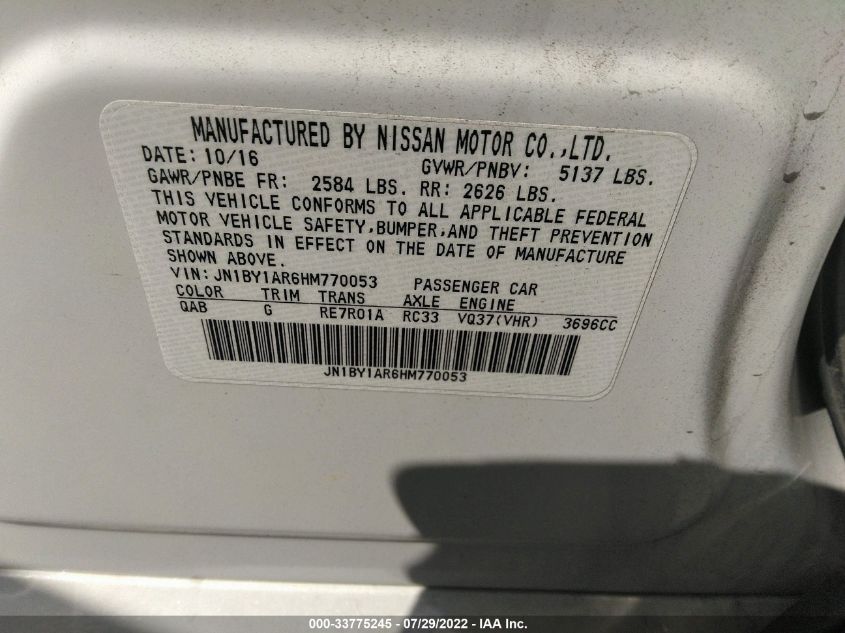 MANUFACTURED BY NISSAN MOTOR CO.,LTD.
DATE: 10/16 GVWR/PNBV: 5137 LBS.
GAWR/PNBE FR: 2584 LBS. RR: 2626 LBS.
THIS VEHICLE CONFORMS TO ALL APPLICABLE FEDERAL
MOTOR VEHICLE SAFETY,BUMPER,AND THEFT PREVENTION
STANDARDS IN EFFECT ON THE DATE OF MANUFACTURE
SHOWN ABOVE.
VIN: JN1BY1AR6HM770053 PASSENGER CAR
COLOR TRIM TRANS AXLE ENGINE
QAB G RE7R01A RC33 VQ37(VHR) 3696CC
JN1BY1AR6HM770053
000-33775245 - 07/29/2022 - IAA Inc.